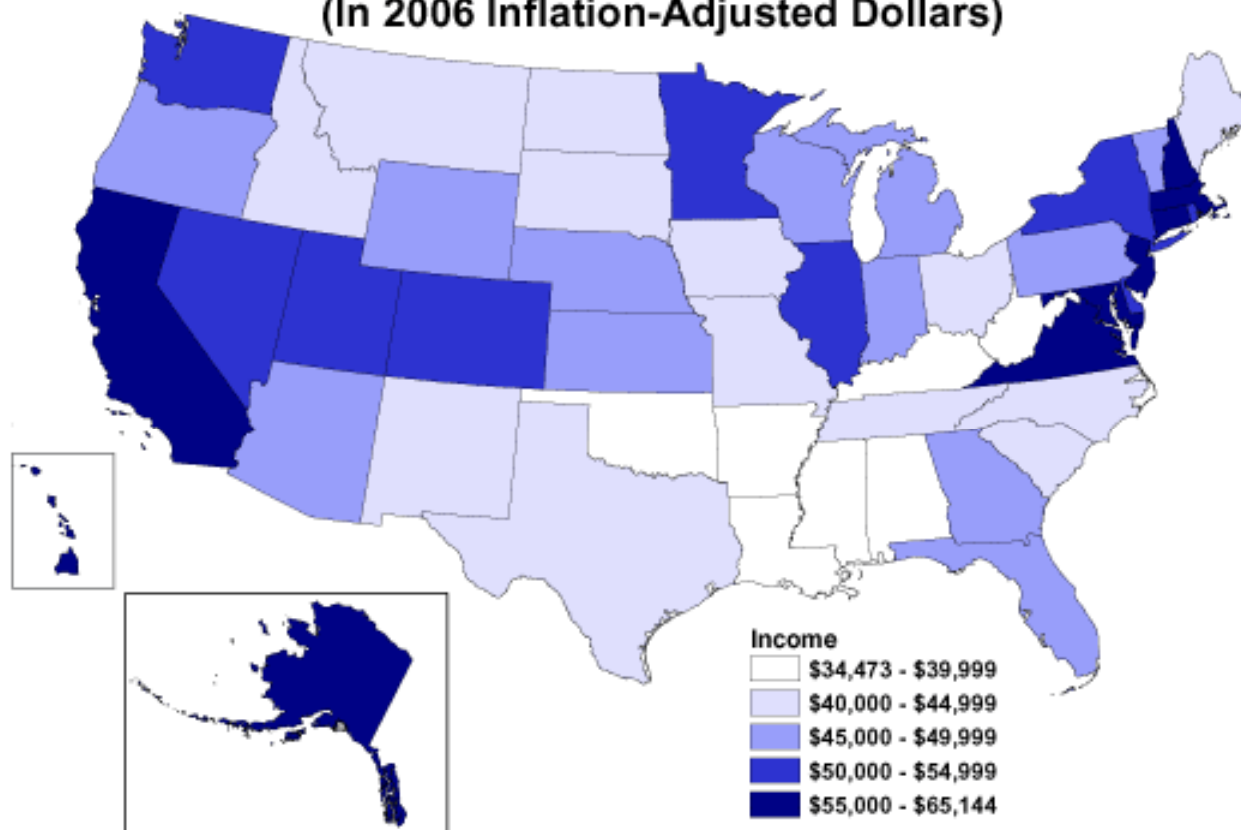 (In 2006 Inflation-Adjusted Dollars)
Income
$34,473 - $39,999
$40,000 - $44,999
$45,000 - $49,999
$50,000 - $54,999
$55,000 - $65,144